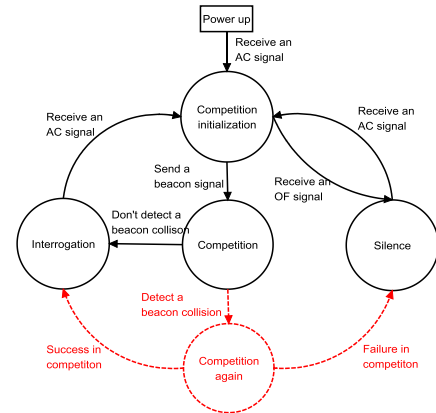 Power up
Receive an
AC signal
Competition
initialization
Receive an
AC signal
Receive an
AC signal
Send a
beacon signal
Receive an
OF signal
Don't detect a
beacon collison
Interrogation
Competition
Silence
Detect a
beacon collision
Success in
competiton
Competition
again
Failure in
competiton